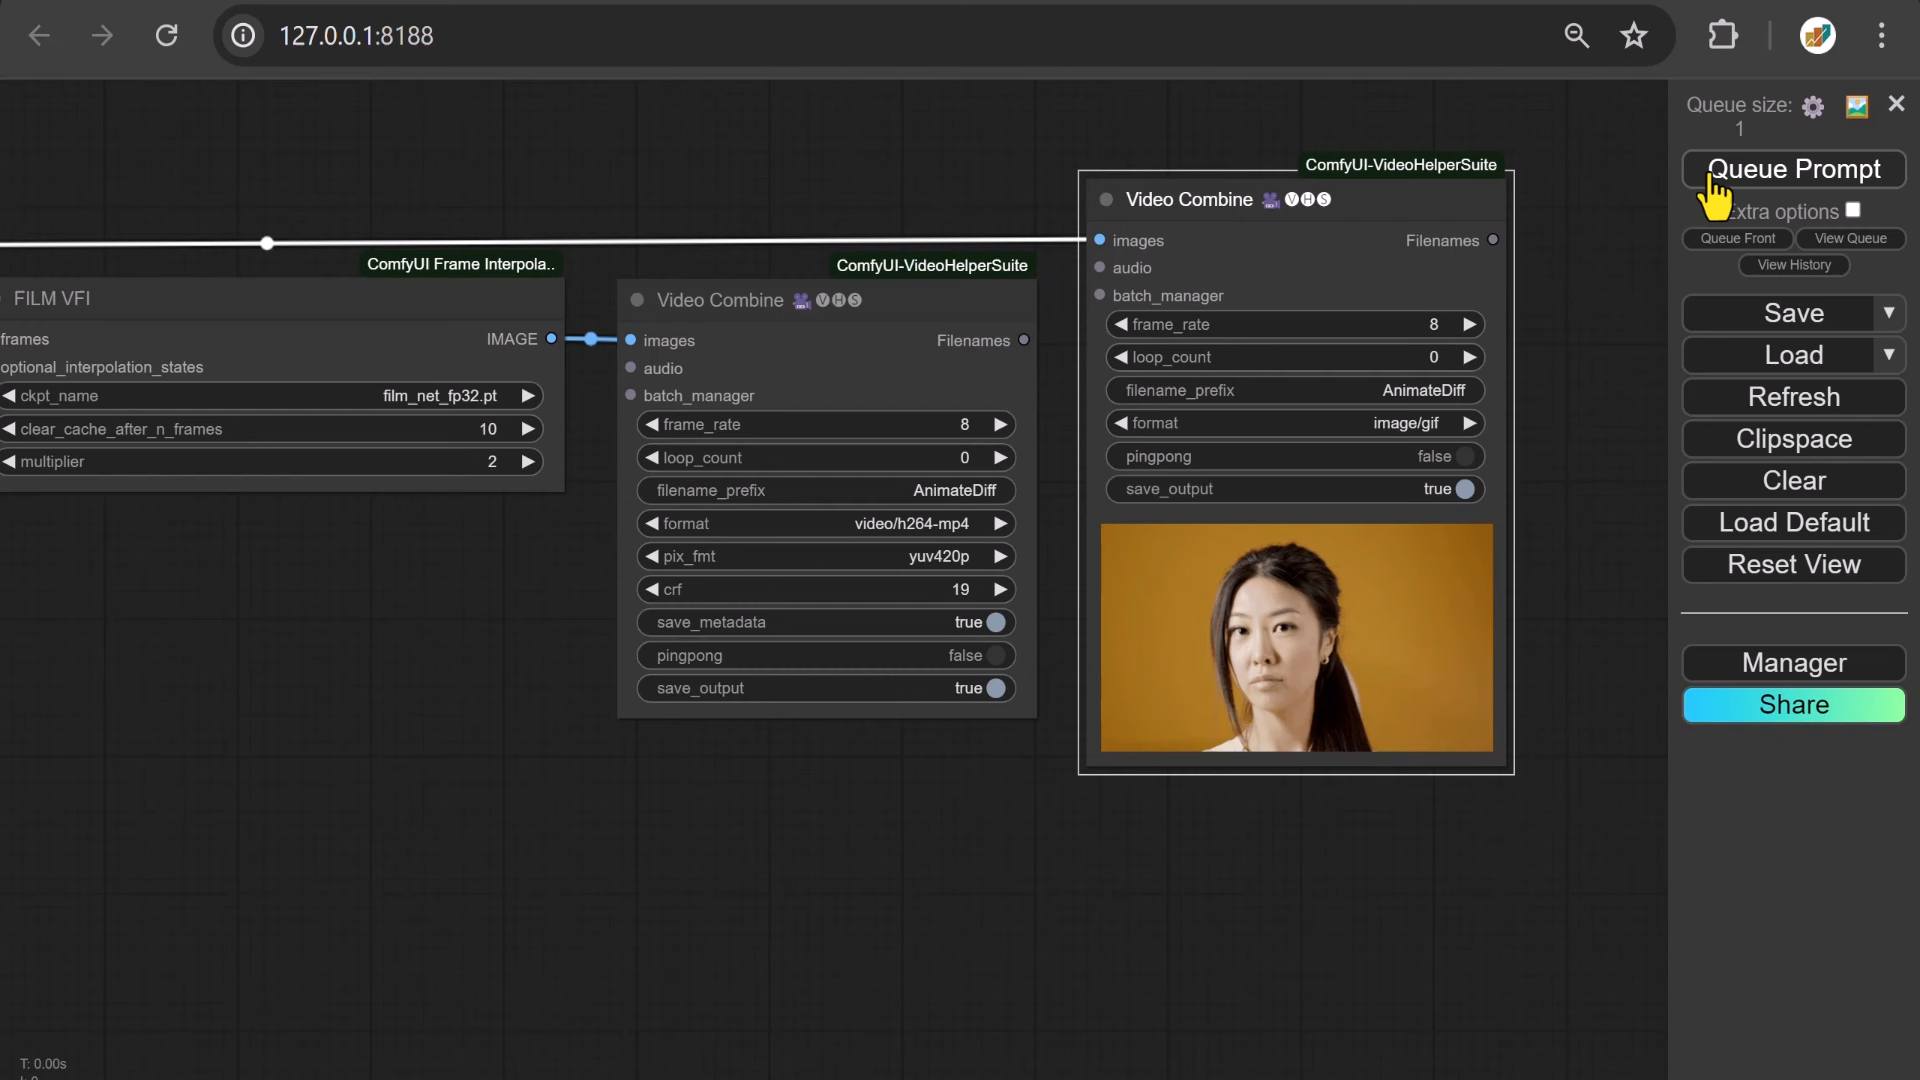 127.0.0.1:8188
Queue size:
1
Queue Prompt
Extra options
Queue Front
View Queue
View History
Save
Load
Refresh
Clipspace
Clear
Load Default
Reset View
Manager
Share
ComfyUI Frame Interpola..
FILM VFI
frames
IMAGE
optional_interpolation_states
ckpt_name film_net_fp32.pt
clear_cache_after_n_frames 10
multiplier 2
ComfyUI-VideoHelperSuite
Video Combine VHS
images Filenames
audio
batch_manager
frame_rate 8
loop_count 0
filename_prefix AnimateDiff
format video/h264-mp4
pix_fmt yuv420p
crf 19
save_metadata true
pingpong false
save_output true
ComfyUI-VideoHelperSuite
Video Combine VHS
images Filenames
audio
batch_manager
frame_rate 8
loop_count 0
filename_prefix AnimateDiff
format image/gif
pingpong false
save_output true
T: 0.00s